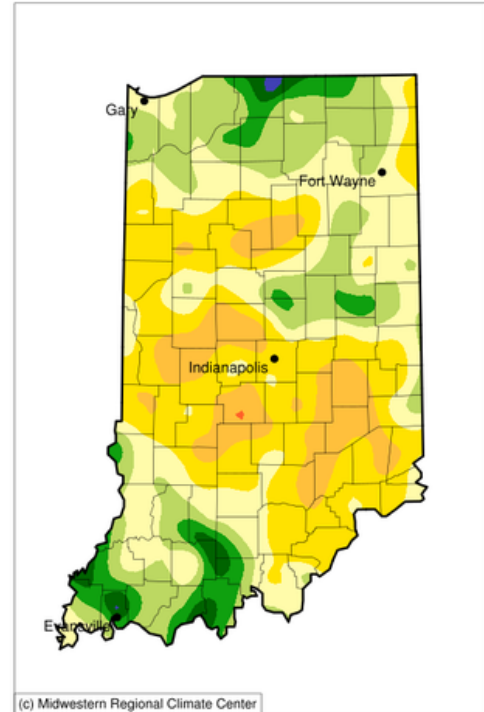 Gary
Fort Wayne
Indianapolis
Evansville
(c) Midwestern Regional Climate Center